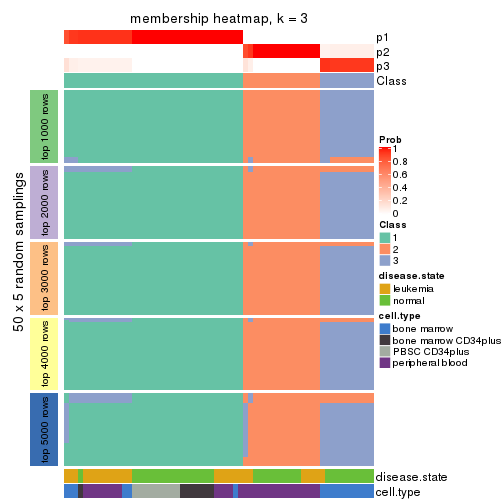 membership heatmap, k = 3
p1
p2
p3
Class
50 x 5 random samplings
top 1000 rows
top 2000 rows
top 3000 rows
top 4000 rows
top 5000 rows
Prob
1
0.8
0.6
0.4
0.2
0
Class
1
2
3
disease.state
leukemia
normal
cell.type
bone marrow
bone marrow CD34plus
PBSC CD34plus
peripheral blood
disease.state
cell.type